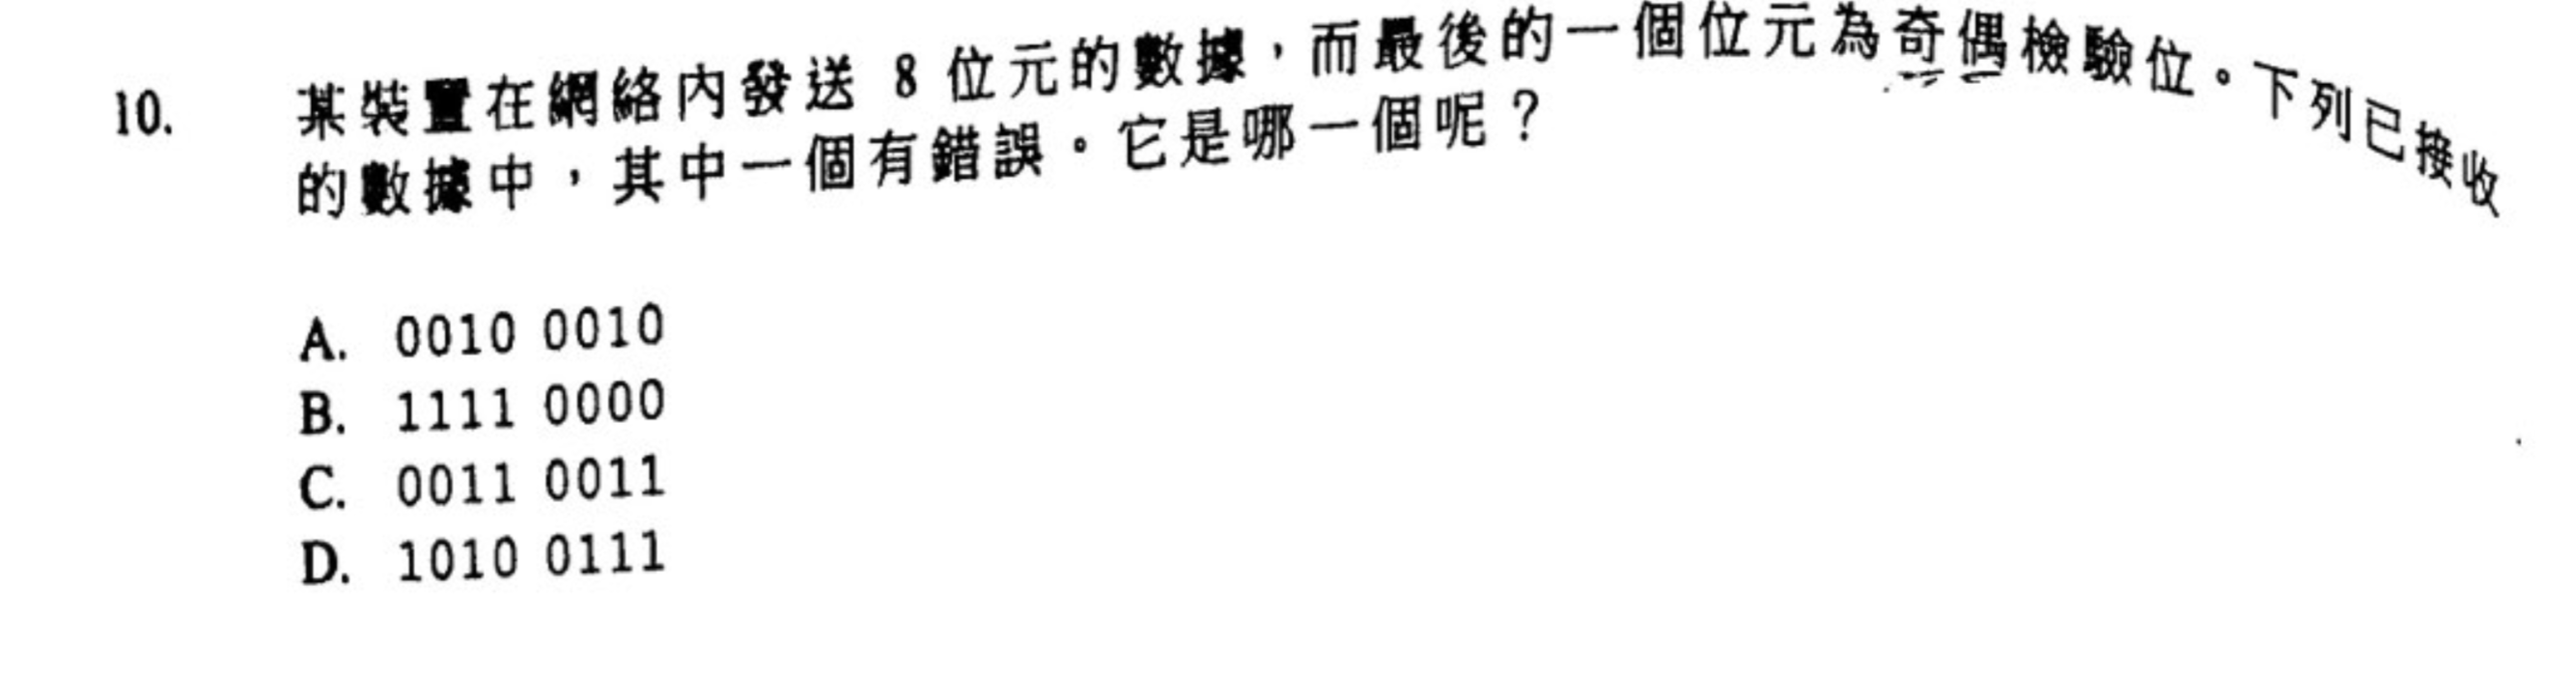 10. 某裝置在網絡內發送 8 位元的數據，而最後的一個位元為奇偶檢驗位。下列已接收
的數據中，其中一個有錯誤。它是哪一個呢？
A. 0010 0010
B. 1111 0000
C. 0011 0011
D. 1010 0111